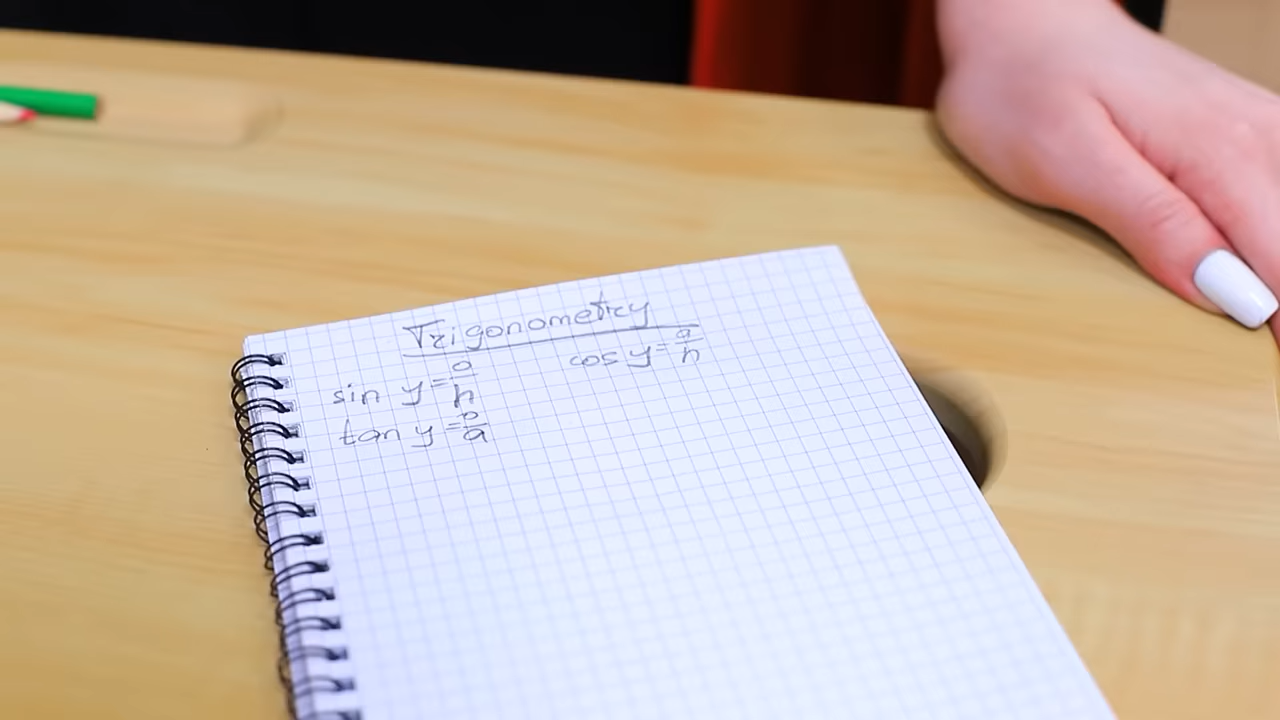 Trigonometry
sin y = o/h cos y = a/h
tan y = o/a